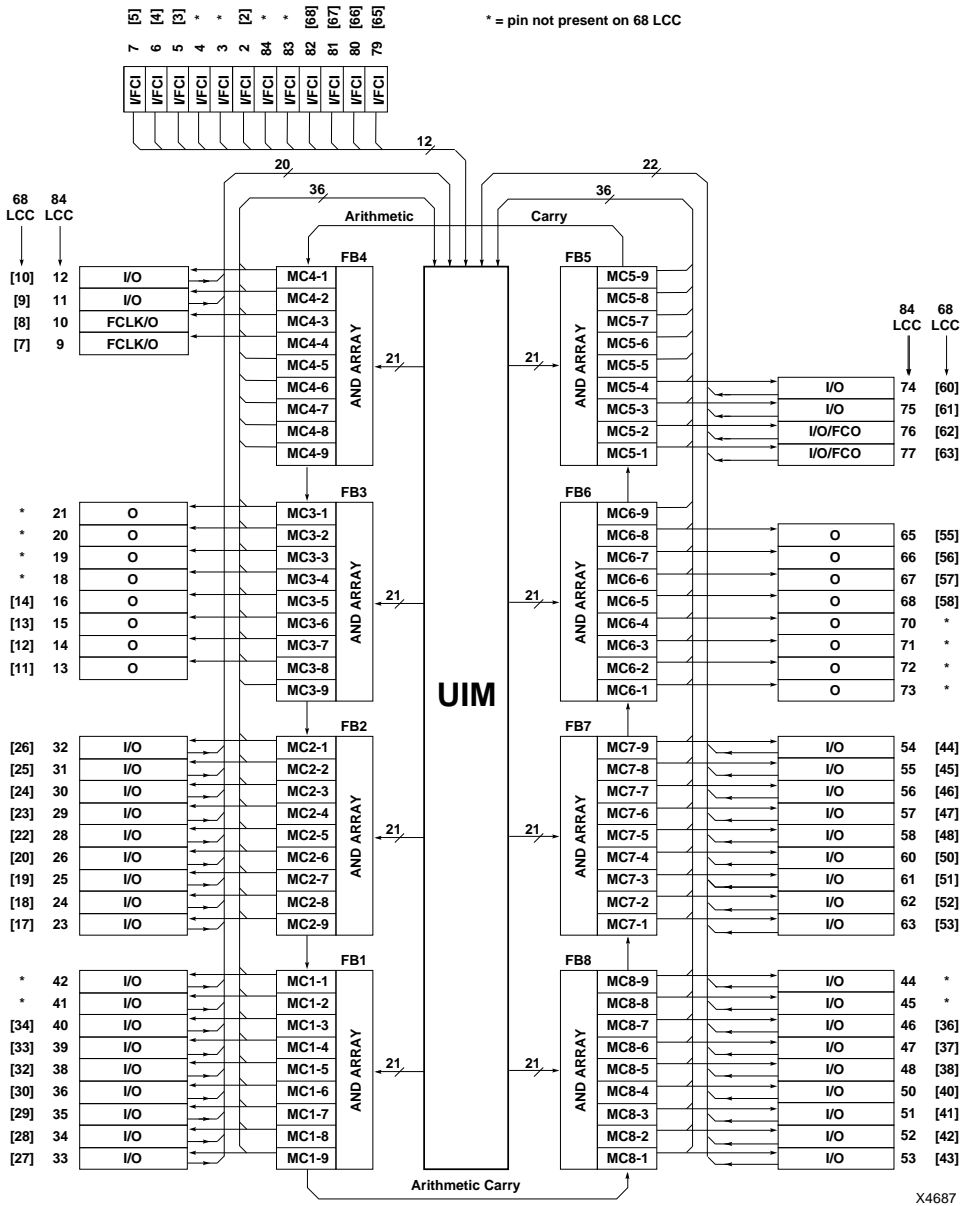 [5] [4] [3] * * [2] * * [68] [67] [66] [65]
7 6 5 4 3 2 84 83 82 81 80 79
I/FCI I/FCI I/FCI I/FCI I/FCI I/FCI I/FCI I/FCI I/FCI I/FCI I/FCI I/FCI
* = pin not present on 68 LCC
12
20 22
36 36
68 LCC 84 LCC
Arithmetic Carry
FB4 FB5
[10] 12 I/O MC4-1 MC5-9
[9] 11 I/O MC4-2 MC5-8
[8] 10 FCLK/O MC4-3 MC5-7
84 LCC 68 LCC
[7] 9 FCLK/O MC4-4 MC5-6
MC4-5 AND ARRAY 21 21 AND ARRAY MC5-5
MC4-6 MC5-4 I/O 74 [60]
MC4-7 MC5-3 I/O 75 [61]
MC4-8 MC5-2 I/O/FCO 76 [62]
MC4-9 MC5-1 I/O/FCO 77 [63]
FB3 FB6
* 21 O MC3-1 MC6-9
* 20 O MC3-2 MC6-8 O 65 [55]
* 19 O MC3-3 MC6-7 O 66 [56]
* 18 O MC3-4 MC6-6 O 67 [57]
[14] 16 O MC3-5 AND ARRAY 21 21 AND ARRAY MC6-5 O 68 [58]
[13] 15 O MC3-6 MC6-4 O 70 *
[12] 14 O MC3-7 MC6-3 O 71 *
[11] 13 O MC3-8 MC6-2 O 72 *
MC3-9 MC6-1 O 73 *
UIM
FB2 FB7
[26] 32 I/O MC2-1 MC7-9 I/O 54 [44]
[25] 31 I/O MC2-2 MC7-8 I/O 55 [45]
[24] 30 I/O MC2-3 MC7-7 I/O 56 [46]
[23] 29 I/O MC2-4 MC7-6 I/O 57 [47]
[22] 28 I/O MC2-5 AND ARRAY 21 21 AND ARRAY MC7-5 I/O 58 [48]
[20] 26 I/O MC2-6 MC7-4 I/O 60 [50]
[19] 25 I/O MC2-7 MC7-3 I/O 61 [51]
[18] 24 I/O MC2-8 MC7-2 I/O 62 [52]
[17] 23 I/O MC2-9 MC7-1 I/O 63 [53]
FB1 FB8
* 42 I/O MC1-1 MC8-9 I/O 44 *
* 41 I/O MC1-2 MC8-8 I/O 45 *
[34] 40 I/O MC1-3 MC8-7 I/O 46 [36]
[33] 39 I/O MC1-4 MC8-6 I/O 47 [37]
[32] 38 I/O MC1-5 AND ARRAY 21 21 AND ARRAY MC8-5 I/O 48 [38]
[30] 36 I/O MC1-6 MC8-4 I/O 50 [40]
[29] 35 I/O MC1-7 MC8-3 I/O 51 [41]
[28] 34 I/O MC1-8 MC8-2 I/O 52 [42]
[27] 33 I/O MC1-9 MC8-1 I/O 53 [43]
Arithmetic Carry
X4687